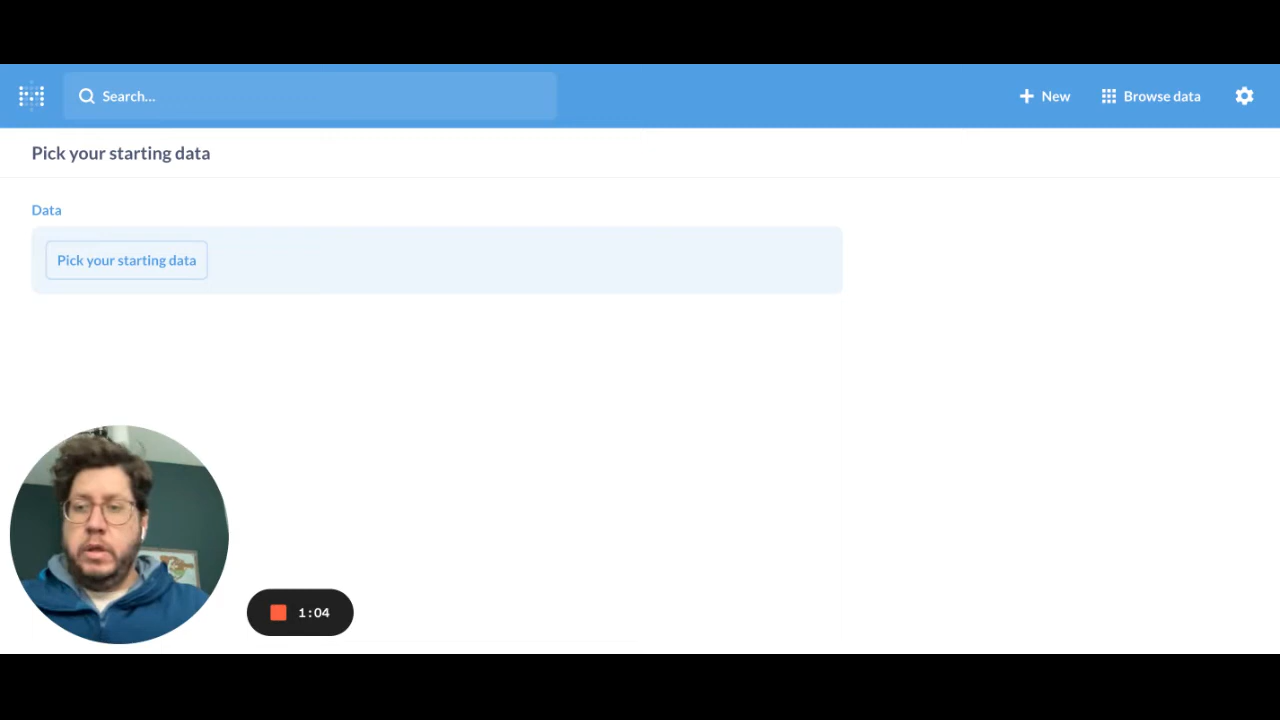 Search...
New
Browse data
Pick your starting data
Data
Pick your starting data
1:04